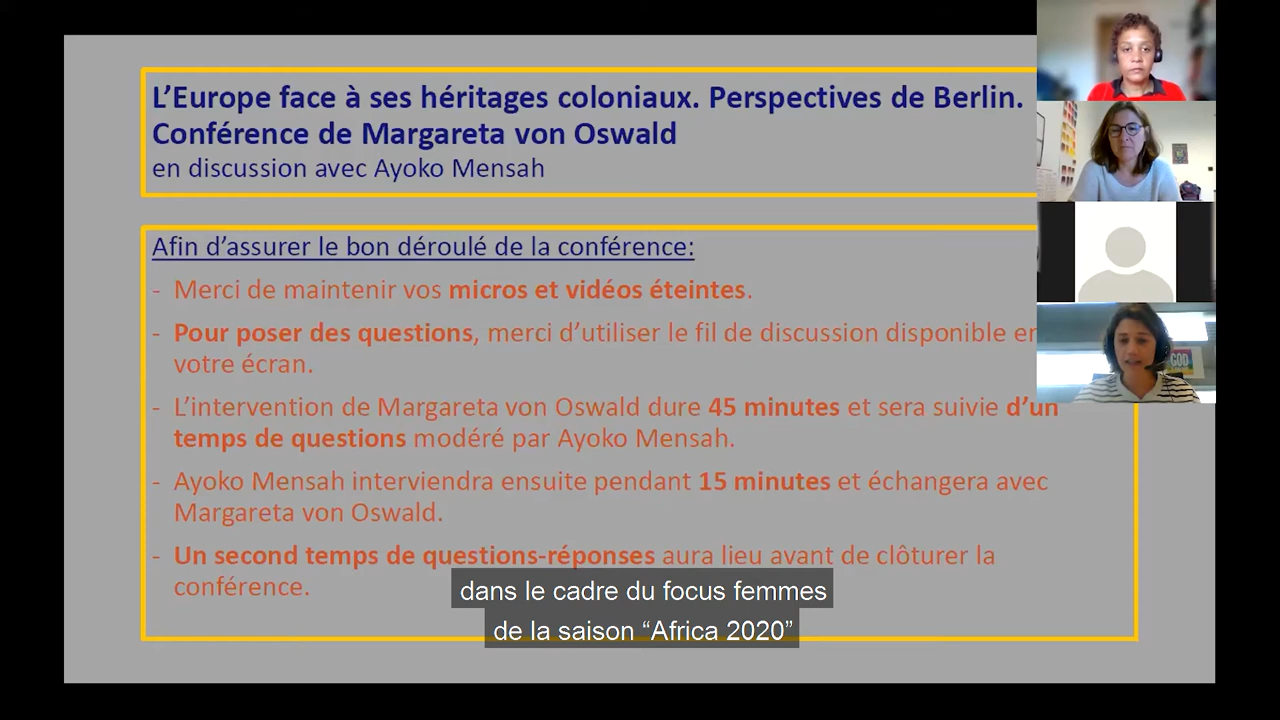 L’Europe face à ses héritages coloniaux. Perspectives de Berlin.
Conférence de Margareta von Oswald
en discussion avec Ayoko Mensah
Afin d’assurer le bon déroulé de la conférence:
- Merci de maintenir vos micros et vidéos éteintes.
- Pour poser des questions, merci d’utiliser le fil de discussion disponible en
votre écran.
- L’intervention de Margareta von Oswald dure 45 minutes et sera suivie d’un
temps de questions modéré par Ayoko Mensah.
- Ayoko Mensah interviendra ensuite pendant 15 minutes et échangera avec
Margareta von Oswald.
- Un second temps de questions-réponses aura lieu avant de clôturer la
conférence.
dans le cadre du focus femmes
de la saison “Africa 2020”
GOD